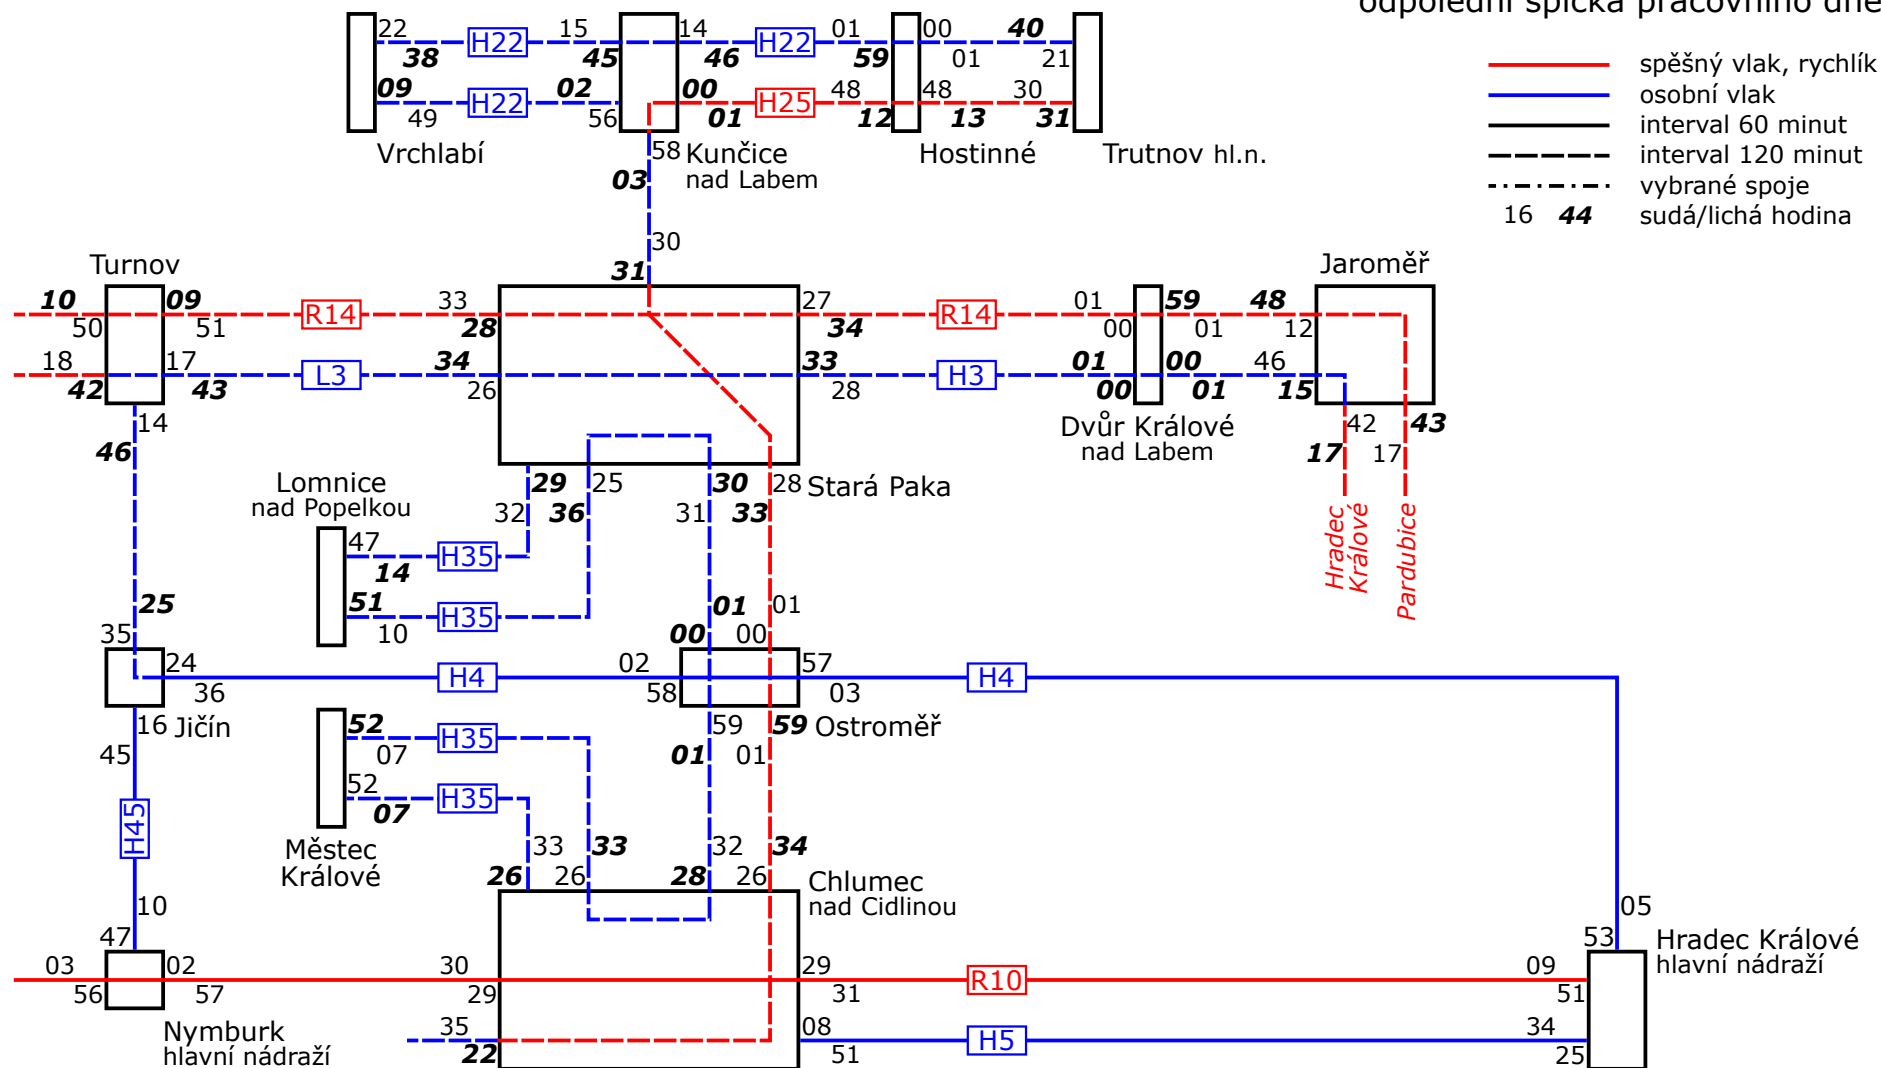 odpolední špička pracovního dne
spěšný vlak, rychlík
osobní vlak
interval 60 minut
interval 120 minut
vybrané spoje
16 44 sudá/lichá hodina
22 H22 15 14 H22 01 00 40
38 45 46 59 01 21
09 H22 02 00 H25 48 48 30
49 56 01 12 13 31
Vrchlabí
58
Kunčice
nad Labem
Hostinné
Trutnov hl.n.
03
30
31
Turnov
Jaroměř
10 09 R14 33 27 R14 01 59 48
50 51 28 34 00 01 12
18 17 L3 34 33 H3 01 00 46
42 43 26 28 00 01 15
14
46
Dvůr Králové
nad Labem
42 43
17 17
Hradec
Králové
Pardubice
Lomnice
nad Popelkou
29 25 30 28 Stará Paka
32 36 31 33
47 H35
14
51 H35
10
25
35
01 01
00 00
24 H4 02 57 H4
36 58 03
16 Jičín
45
59 59 Ostroměř
01 01
52 H35
07
52 H35
07
H45
Městec
Králové
33 33 32 34
26 26 28 26
Chlumec
nad Cidlinou
10
47
05
53
Hradec Králové
hlavní nádraží
03 02 30 29 R10 09
56 57 29 31 51
Nymburk
hlavní nádraží
35 08 H5 34
22 51 25